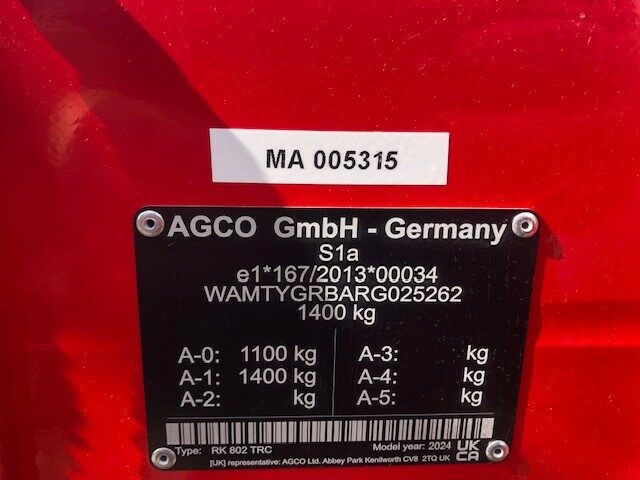 MA 005315
AGCO GmbH - Germany
S1a
e1*167/2013*00034
WAMTYGRBARG025262
1400 kg
A-0: 1100 kg A-3: kg
A-1: 1400 kg A-4: kg
A-2: kg A-5: kg
Type: RK 802 TRC Model year: 2024 UK CA
[UK] representative: AGCO Ltd. Abbey Park Kenilworth CV8 2TQ UK